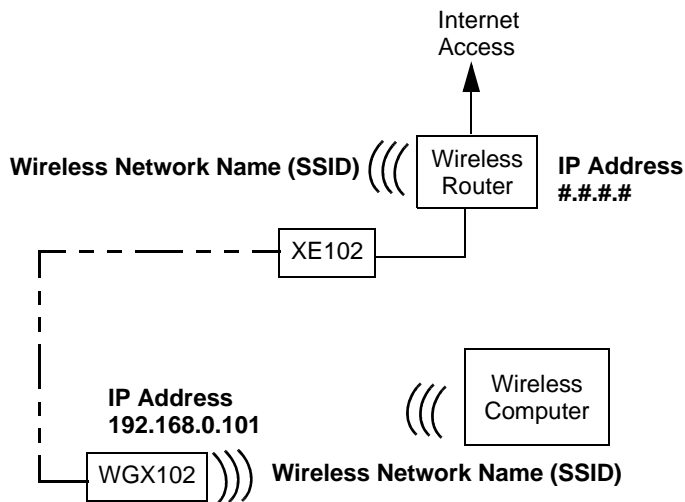 Internet
Access
Wireless Network Name (SSID)
Wireless
Router
IP Address
#.#.#.#
XE102
Wireless
Computer
IP Address
192.168.0.101
WGX102
Wireless Network Name (SSID)